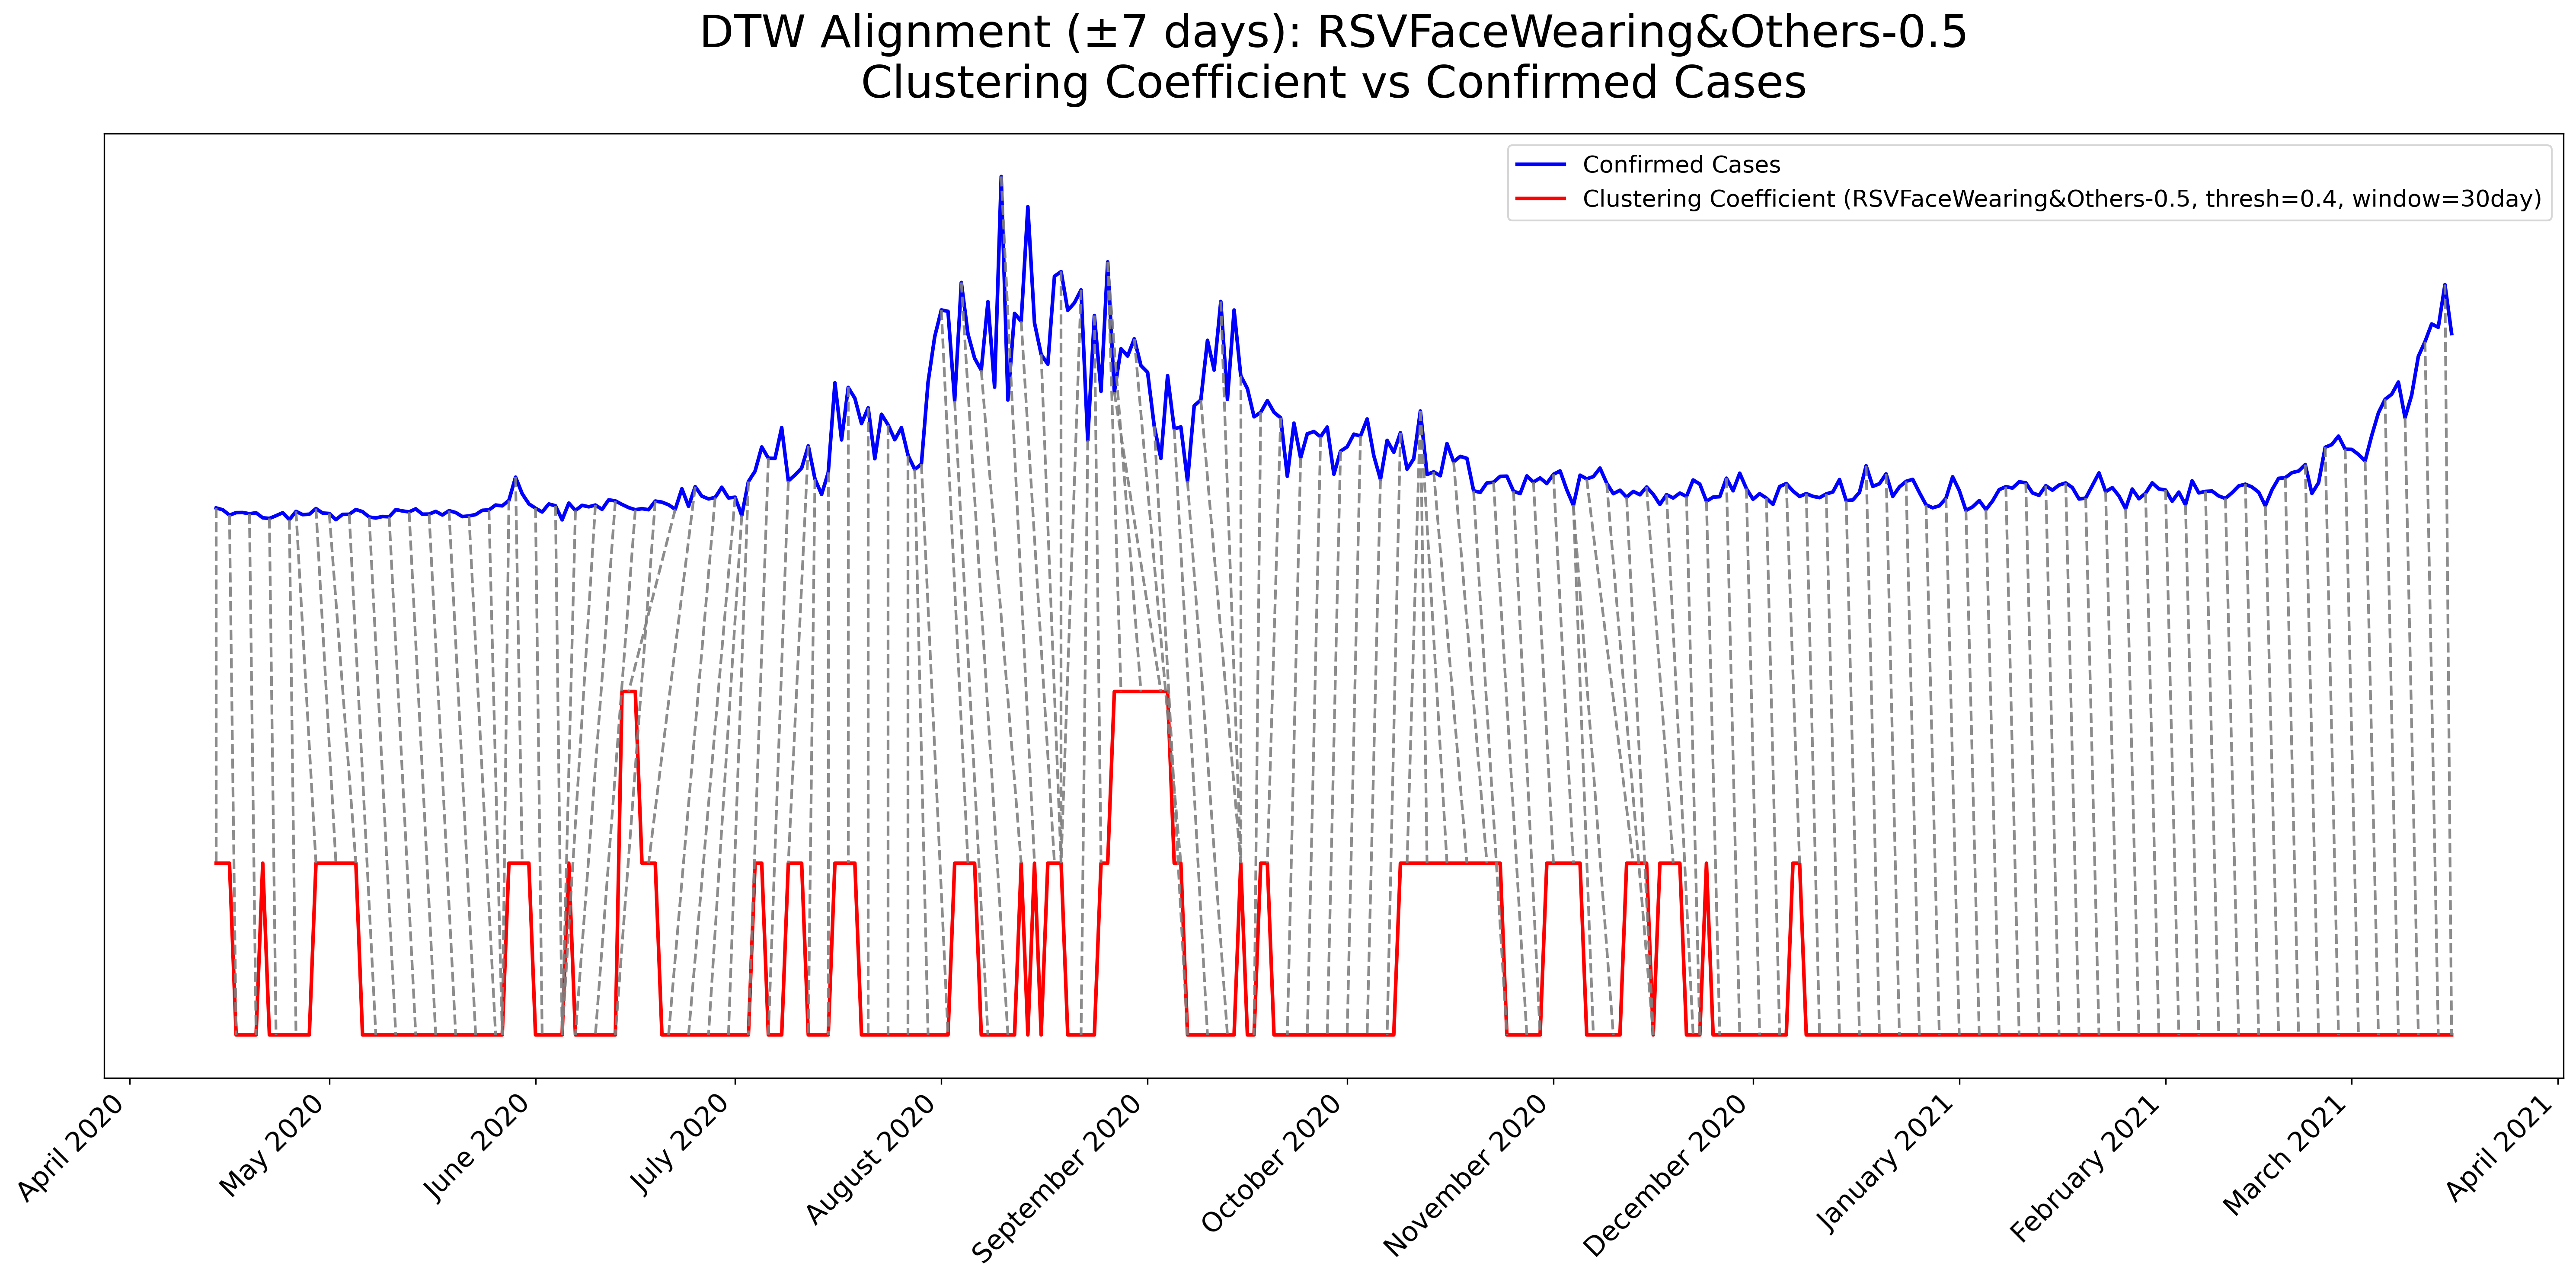 DTW Alignment (±7 days): RSVFaceWearing&Others-0.5
Clustering Coefficient vs Confirmed Cases
Confirmed Cases
Clustering Coefficient (RSVFaceWearing&Others-0.5, thresh=0.4, window=30day)
April 2020
May 2020
June 2020
July 2020
August 2020
September 2020
October 2020
November 2020
December 2020
January 2021
February 2021
March 2021
April 2021